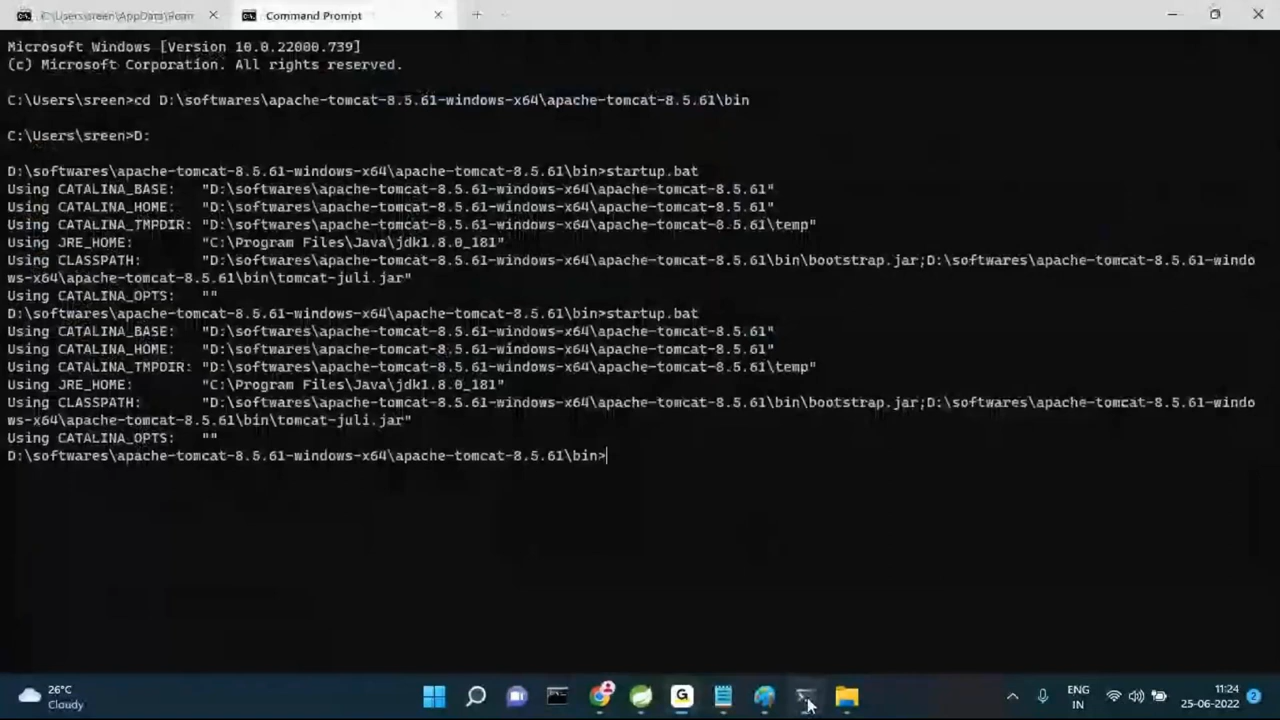 C:\Users\sreen\AppData\Roam
Command Prompt
Microsoft Windows [Version 10.0.22000.739]
(c) Microsoft Corporation. All rights reserved.
C:\Users\sreen>cd D:\softwares\apache-tomcat-8.5.61-windows-x64\apache-tomcat-8.5.61\bin
C:\Users\sreen>D:
D:\softwares\apache-tomcat-8.5.61-windows-x64\apache-tomcat-8.5.61\bin>startup.bat
Using CATALINA_BASE:   "D:\softwares\apache-tomcat-8.5.61-windows-x64\apache-tomcat-8.5.61"
Using CATALINA_HOME:   "D:\softwares\apache-tomcat-8.5.61-windows-x64\apache-tomcat-8.5.61"
Using CATALINA_TMPDIR: "D:\softwares\apache-tomcat-8.5.61-windows-x64\apache-tomcat-8.5.61\temp"
Using JRE_HOME:        "C:\Program Files\Java\jdk1.8.0_181"
Using CLASSPATH:       "D:\softwares\apache-tomcat-8.5.61-windows-x64\apache-tomcat-8.5.61\bin\bootstrap.jar;D:\softwares\apache-tomcat-8.5.61-windo
ws-x64\apache-tomcat-8.5.61\bin\tomcat-juli.jar"
Using CATALINA_OPTS:   ""
D:\softwares\apache-tomcat-8.5.61-windows-x64\apache-tomcat-8.5.61\bin>startup.bat
Using CATALINA_BASE:   "D:\softwares\apache-tomcat-8.5.61-windows-x64\apache-tomcat-8.5.61"
Using CATALINA_HOME:   "D:\softwares\apache-tomcat-8.5.61-windows-x64\apache-tomcat-8.5.61"
Using CATALINA_TMPDIR: "D:\softwares\apache-tomcat-8.5.61-windows-x64\apache-tomcat-8.5.61\temp"
Using JRE_HOME:        "C:\Program Files\Java\jdk1.8.0_181"
Using CLASSPATH:       "D:\softwares\apache-tomcat-8.5.61-windows-x64\apache-tomcat-8.5.61\bin\bootstrap.jar;D:\softwares\apache-tomcat-8.5.61-windo
ws-x64\apache-tomcat-8.5.61\bin\tomcat-juli.jar"
Using CATALINA_OPTS:   ""
D:\softwares\apache-tomcat-8.5.61-windows-x64\apache-tomcat-8.5.61\bin>
26°C
Cloudy
G
ENG
IN
11:24
25-06-2022
2